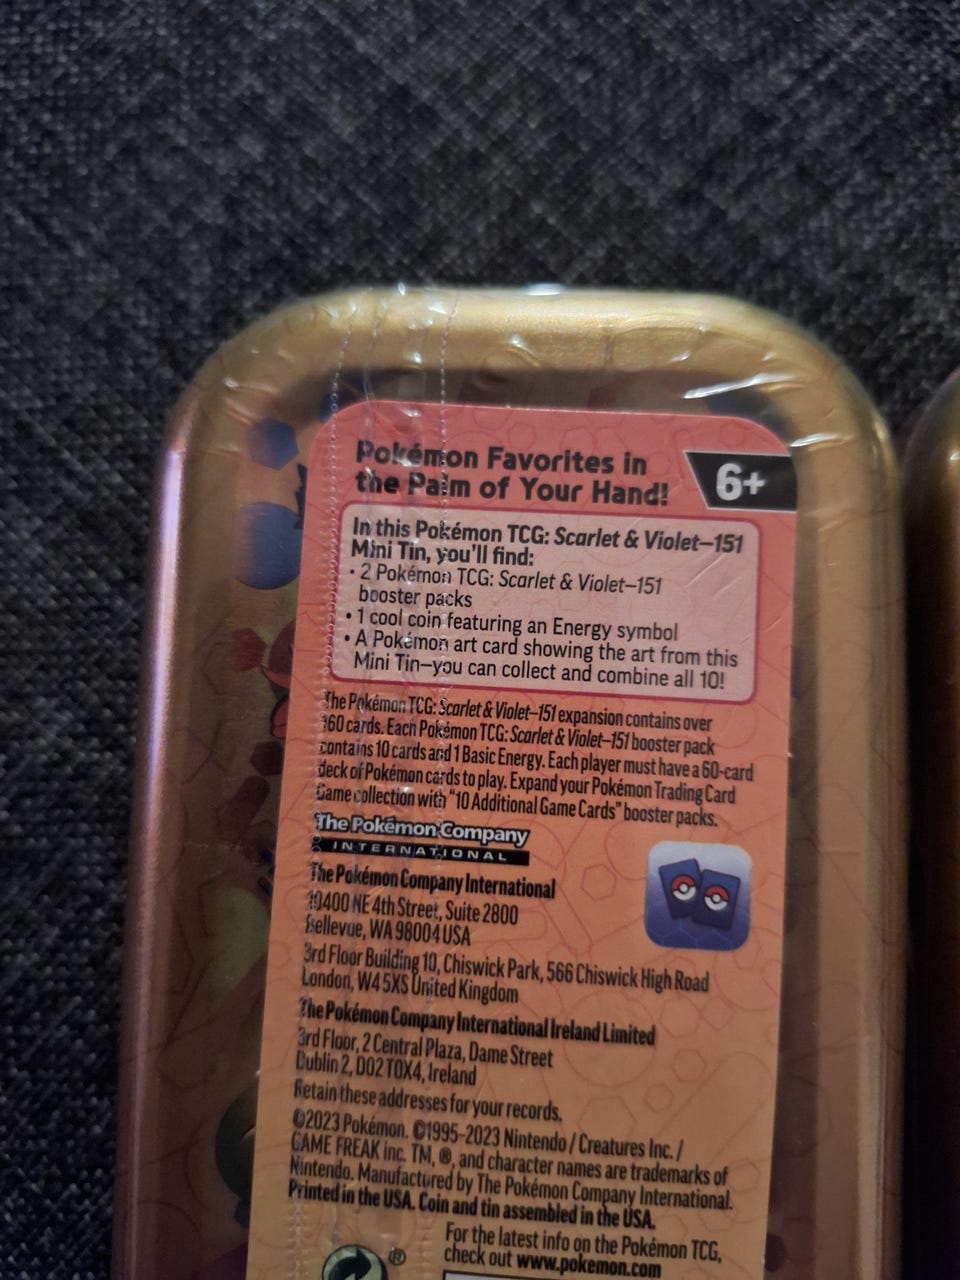 Pokémon Favorites in
the Palm of Your Hand!
6+
In this Pokémon TCG: Scarlet & Violet—151
Mini Tin, you'll find:
• 2 Pokémon TCG: Scarlet & Violet—151
booster packs
• 1 cool coin featuring an Energy symbol
• A Pokémon art card showing the art from this
Mini Tin—you can collect and combine all 10!
The Pokémon TCG: Scarlet & Violet—151 expansion contains over
160 cards. Each Pokémon TCG: Scarlet & Violet—151 booster pack
contains 10 cards and 1 Basic Energy. Each player must have a 60-card
deck of Pokémon cards to play. Expand your Pokémon Trading Card
Game collection with "10 Additional Game Cards" booster packs.
The Pokémon Company
INTERNATIONAL
The Pokémon Company International
10400 NE 4th Street, Suite 2800
Bellevue, WA 98004 USA
3rd Floor Building 10, Chiswick Park, 566 Chiswick High Road
London, W4 5XS United Kingdom
The Pokémon Company International Ireland Limited
3rd Floor, 2 Central Plaza, Dame Street
Dublin 2, D02 T0X4, Ireland
Retain these addresses for your records.
©2023 Pokémon. ©1995–2023 Nintendo / Creatures Inc. /
GAME FREAK inc. TM, ®, and character names are trademarks of
Nintendo. Manufactured by The Pokémon Company International.
Printed in the USA. Coin and tin assembled in the USA.
For the latest info on the Pokémon TCG,
check out www.pokemon.com
®